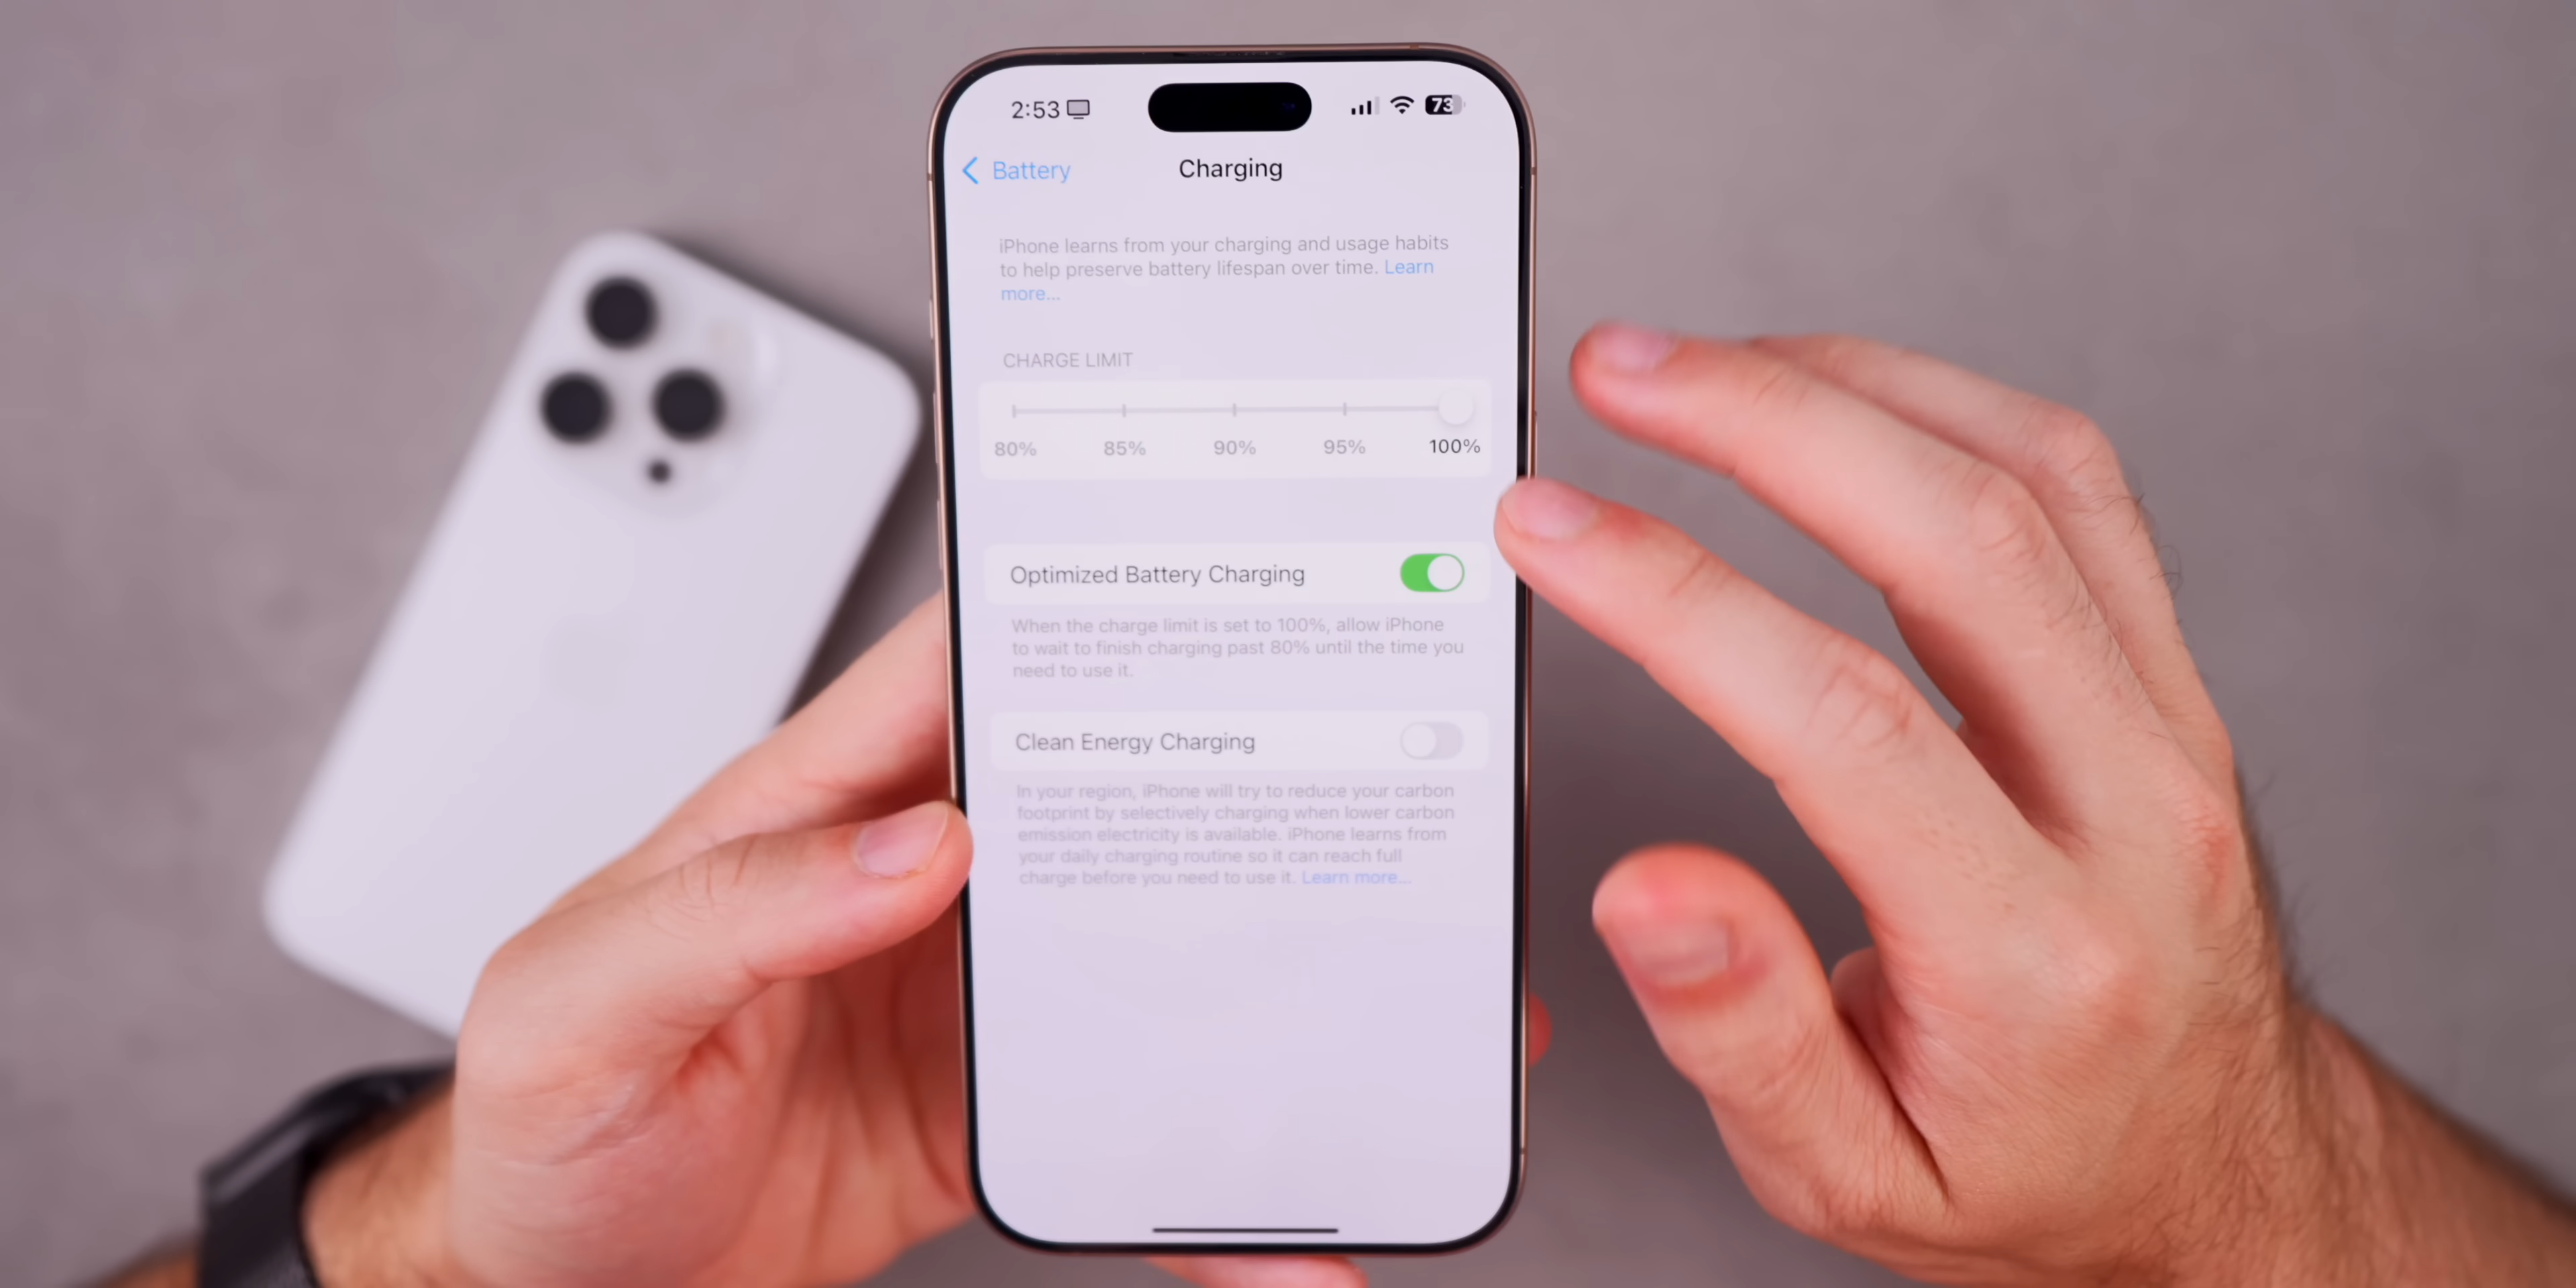 2:53
73
Battery
Charging
iPhone learns from your charging and usage habits
to help preserve battery lifespan over time. Learn
more...
CHARGE LIMIT
80% 85% 90% 95% 100%
Optimized Battery Charging
When the charge limit is set to 100%, allow iPhone
to wait to finish charging past 80% until the time you
need to use it.
Clean Energy Charging
In your region, iPhone will try to reduce your carbon
footprint by selectively charging when lower carbon
emission electricity is available. iPhone learns from
your daily charging routine so it can reach full
charge before you need to use it. Learn more...